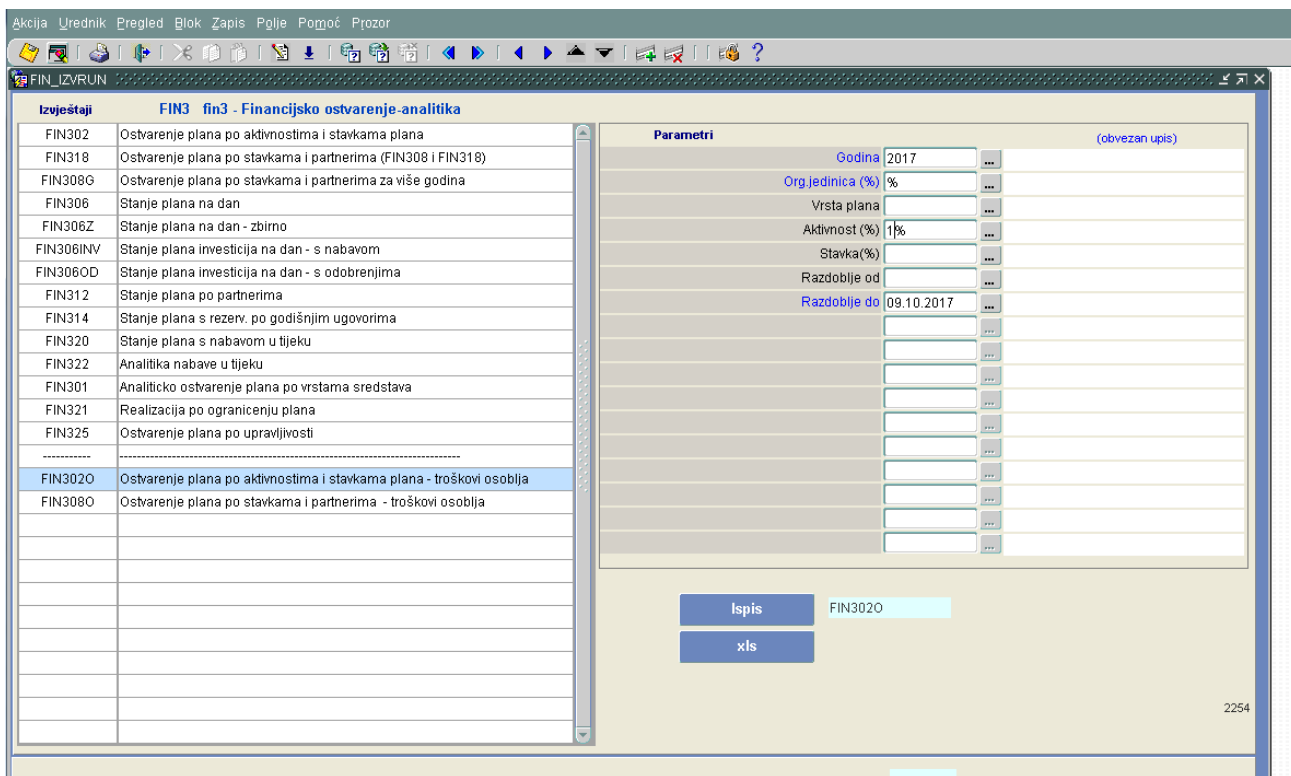 Akcija Urednik Pregled Blok Zapis Polje Pomoć Prozor
FIN_IZVRUN
Izvještaji FIN3 fin3 - Financijsko ostvarenje-analitika
FIN302 Ostvarenje plana po aktivnostima i stavkama plana
FIN318 Ostvarenje plana po stavkama i partnerima (FIN308 i FIN318)
FIN308G Ostvarenje plana po stavkama i partnerima za više godina
FIN306 Stanje plana na dan
FIN306Z Stanje plana na dan - zbirno
FIN306INV Stanje plana investicija na dan - s nabavom
FIN306OD Stanje plana investicija na dan - s odobrenjima
FIN312 Stanje plana po partnerima
FIN314 Stanje plana s rezerv. po godišnjim ugovorima
FIN320 Stanje plana s nabavom u tijeku
FIN322 Analitika nabave u tijeku
FIN301 Analiticko ostvarenje plana po vrstama sredstava
FIN321 Realizacija po ogranicenju plana
FIN325 Ostvarenje plana po upravljivosti
----------- ----------------------------------------------------------------------------
FIN302O Ostvarenje plana po aktivnostima i stavkama plana - troškovi osoblja
FIN308O Ostvarenje plana po stavkama i partnerima - troškovi osoblja
Parametri (obvezan upis)
Godina 2017 ...
Org.jedinica (%) % ...
Vrsta plana ...
Aktivnost (%) 1% ...
Stavka(%) ...
Razdoblje od ...
Razdoblje do 09.10.2017 ...
...
...
...
...
...
...
...
...
...
...
Ispis FIN302O
xls
2254